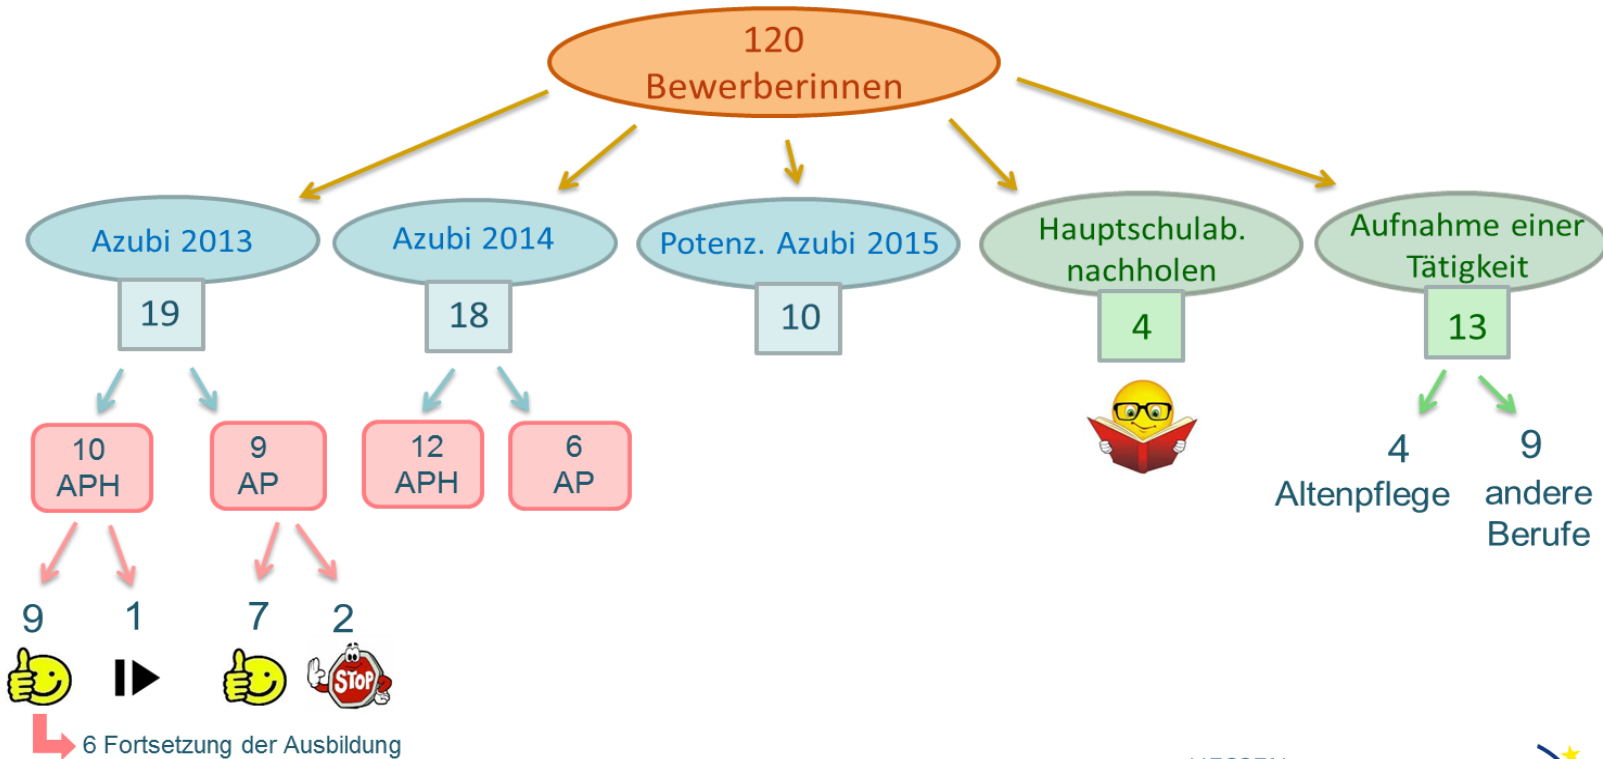 120
Bewerberinnen
Azubi 2013
Azubi 2014
Potenz. Azubi 2015
Hauptschulab.
nachholen
Aufnahme einer
Tätigkeit
19
18
10
4
13
10
APH
9
AP
12
APH
6
AP
4
Altenpflege
9
andere
Berufe
9
1
7
2
STOP
6 Fortsetzung der Ausbildung